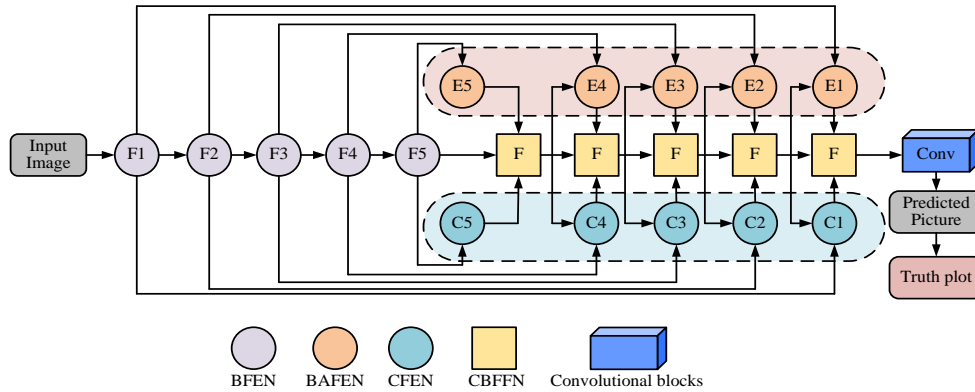 E5
E4
E3
E2
E1
Input
Image
F1
F2
F3
F4
F5
F
F
F
F
F
Conv
Predicted
Picture
C5
C4
C3
C2
C1
Truth plot
BFEN
BAFEN
CFEN
CBFFN
Convolutional blocks